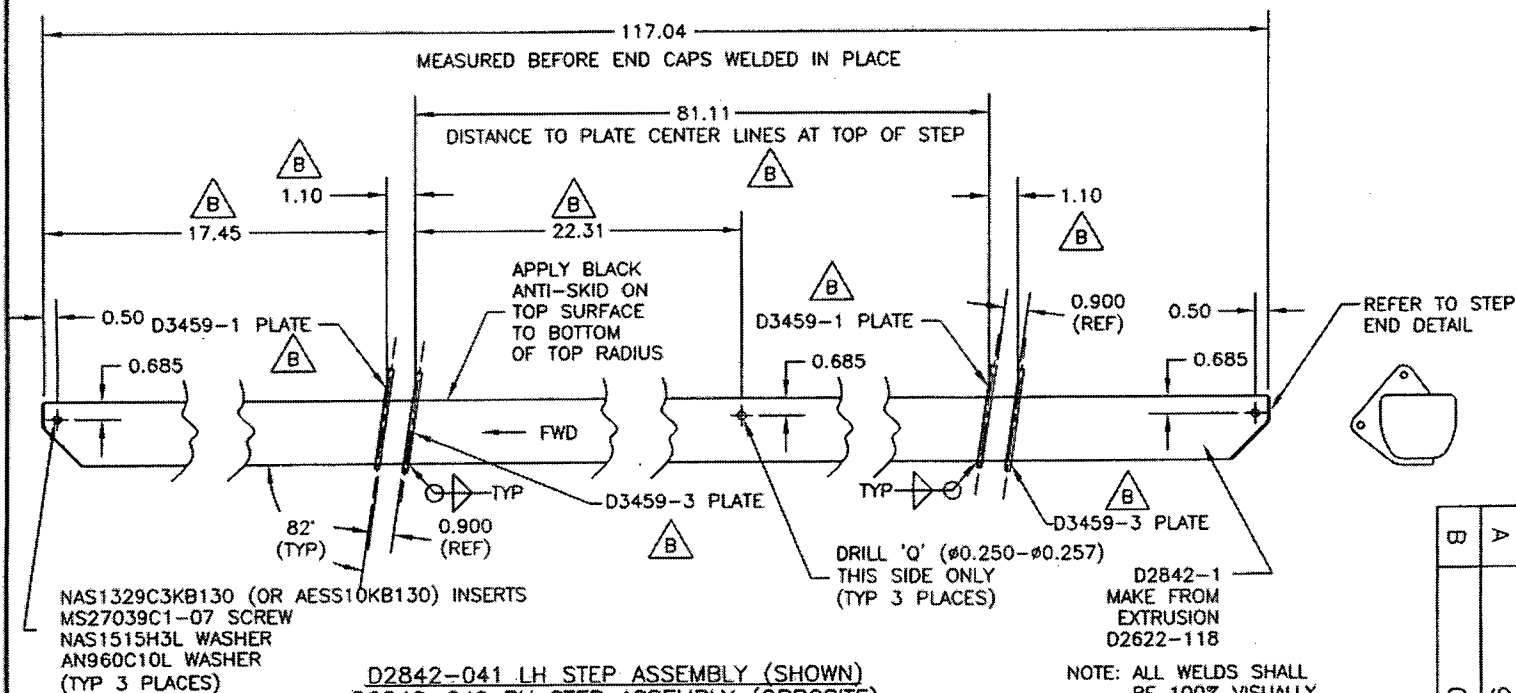 117.04
MEASURED BEFORE END CAPS WELDED IN PLACE
81.11
DISTANCE TO PLATE CENTER LINES AT TOP OF STEP
B
B
B
1.10
B
1.10
B
17.45
22.31
APPLY BLACK
ANTI-SKID ON
TOP SURFACE
TO BOTTOM
OF TOP RADIUS
B
0.50
D3459-1 PLATE
B
D3459-1 PLATE
0.900
(REF)
0.50
REFER TO STEP
END DETAIL
0.685
0.685
0.685
FWD
TYP
D3459-3 PLATE
B
TYP
B
D3459-3 PLATE
82°
(TYP)
0.900
(REF)
DRILL 'Q' (ø0.250-ø0.257)
THIS SIDE ONLY
(TYP 3 PLACES)
D2842-1
MAKE FROM
EXTRUSION
D2622-118
NAS1329C3KB130 (OR AESS10KB130) INSERTS
MS27039C1-07 SCREW
NAS1515H3L WASHER
AN960C10L WASHER
(TYP 3 PLACES)
D2842-041 LH STEP ASSEMBLY (SHOWN)
NOTE: ALL WELDS SHALL
BE 100% VISUALLY
A
B